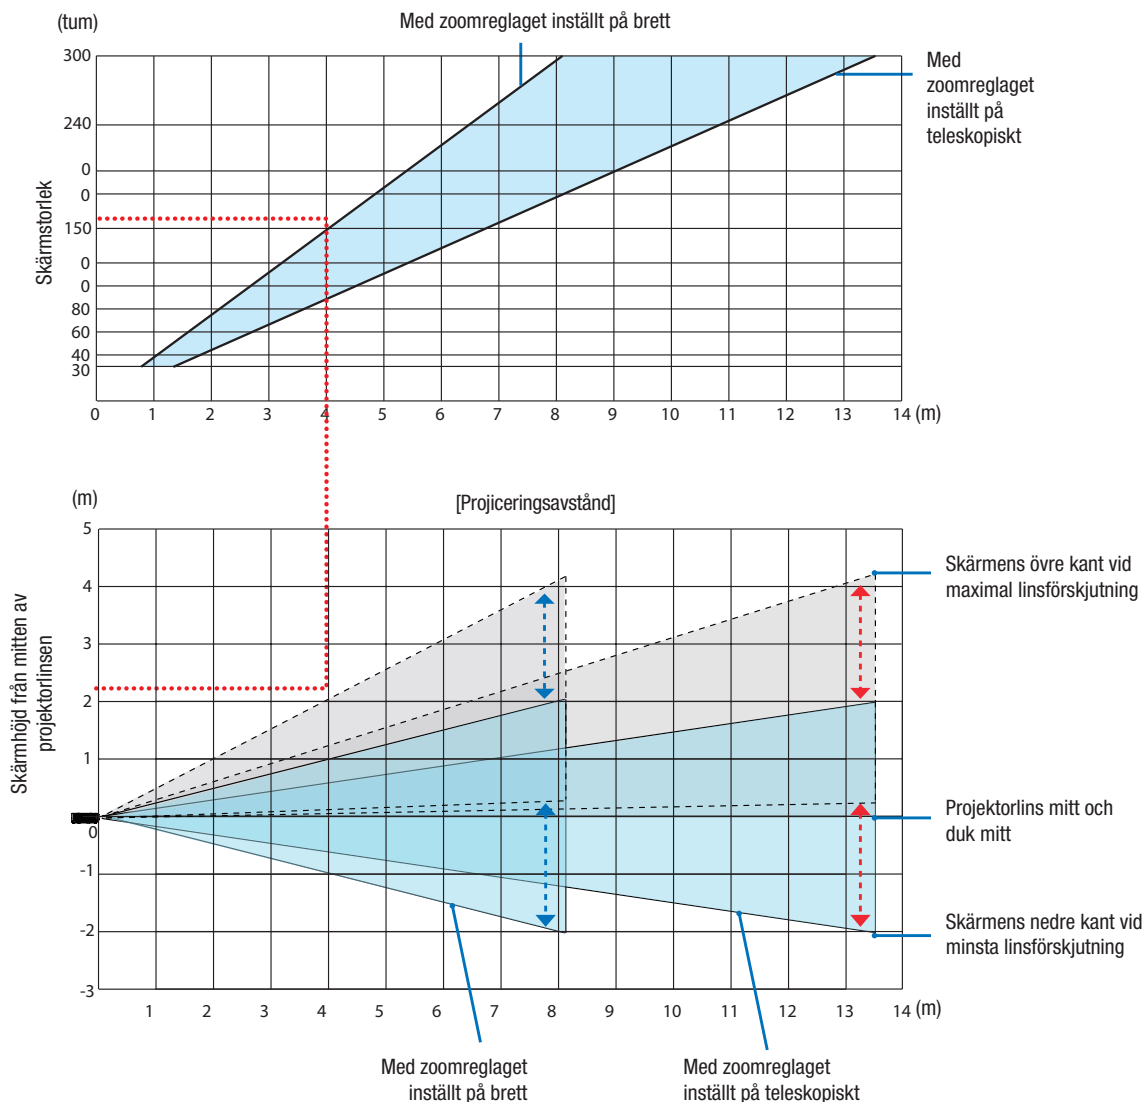 (tum)
Med zoomreglaget inställt på brett
Med
zoomreglaget
inställt på
teleskopiskt
Skärmstorlek
300
240
0
0
150
0
0
80
60
40
30
0 1 2 3 4 5 6 7 8 9 10 11 12 13 14 (m)
(m)
[Projiceringsavstånd]
Skärmhöjd från mitten av
projektorlinsen
5
4
3
2
1
0
-1
-2
-3
1 2 3 4 5 6 7 8 9 10 11 12 13 14 (m)
Skärmens övre kant vid
maximal linsförskjutning
Projektorlins mitt och
duk mitt
Skärmens nedre kant vid
minsta linsförskjutning
Med zoomreglaget
inställt på brett
Med zoomreglaget
inställt på teleskopiskt